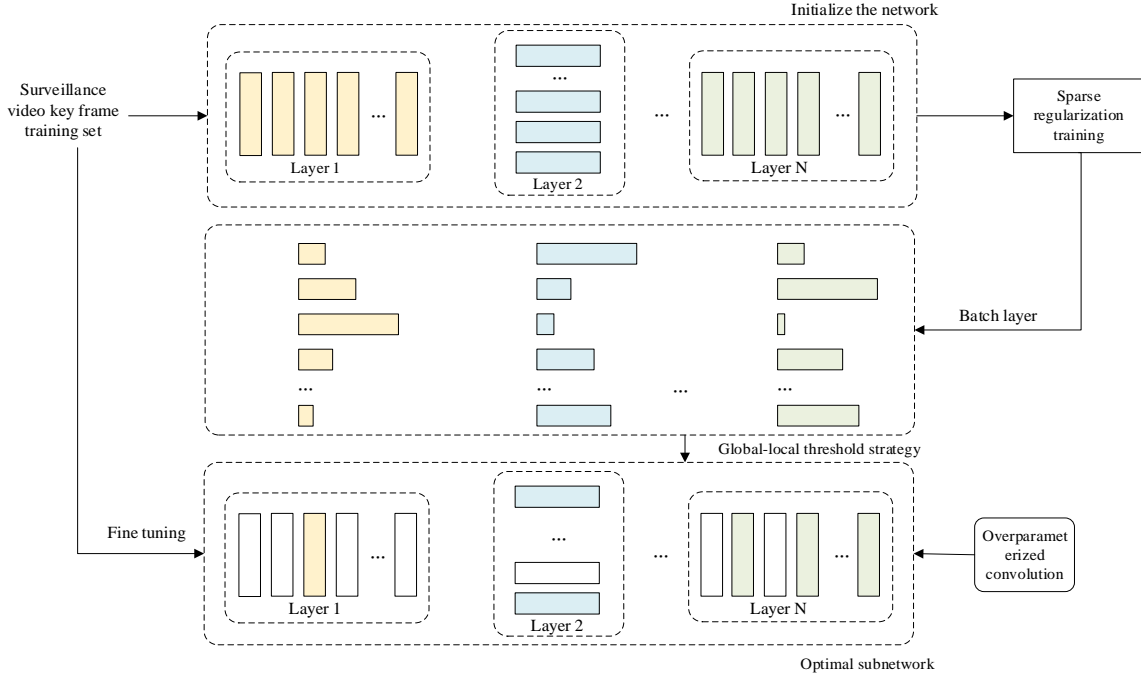 Initialize the network
Surveillance
video key frame
training set
...
...
...
...
Layer 1
Layer 2
Layer N
Sparse
regularization
training
Batch layer
...
...
...
...
Global-local threshold strategy
Fine tuning
...
...
...
...
Layer 1
Layer 2
Layer N
Overparamet
erized
convolution
Optimal subnetwork